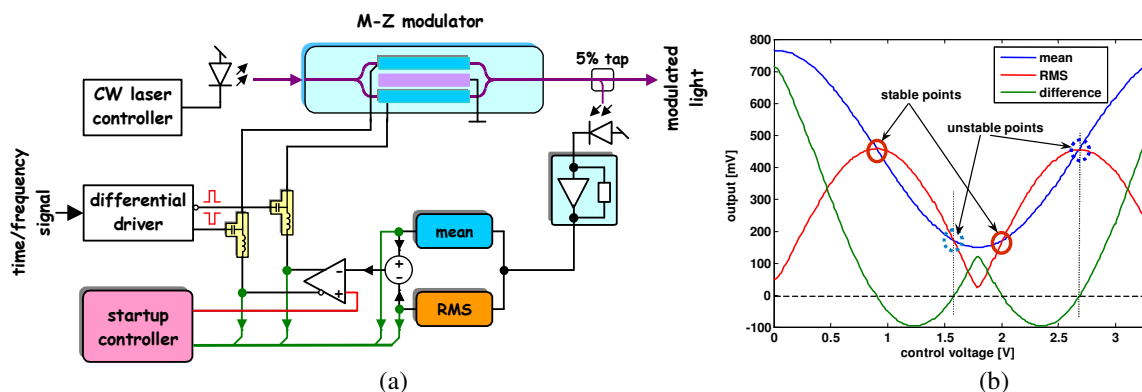 M-Z modulator
5% tap
modulated
light
CW laser
controller
time/frequency
signal
differential
driver
mean
+
-
-
+
RMS
startup
controller
(a)
800
700
600
500
400
300
200
100
0
-100
output [mV]
mean
RMS
difference
stable points
unstable points
0
0.5
1
1.5
2
2.5
3
control voltage [V]
(b)